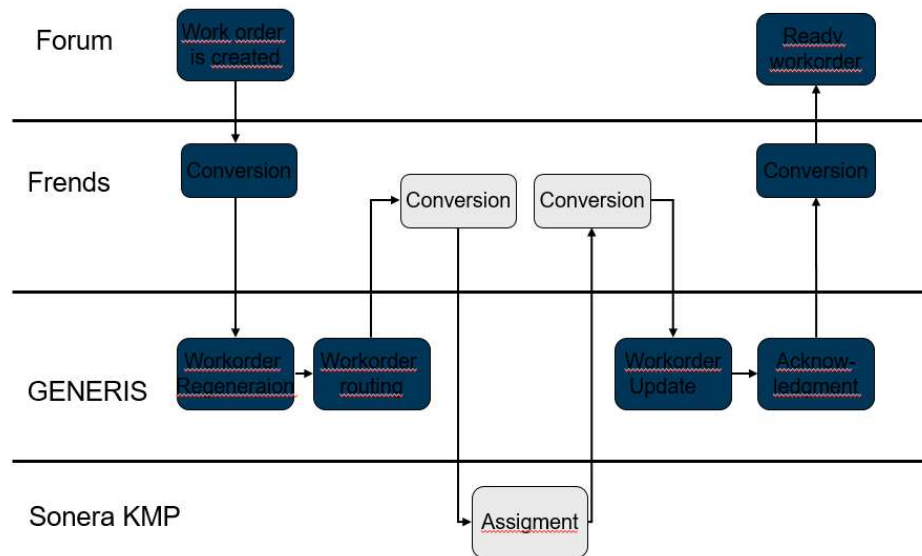 Forum
Work order
is created
Ready
workorder
Frends
Conversion
Conversion
Conversion
Conversion
GENERIS
Workorder
Regeneraion
Workorder
routing
Workorder
Update
Acknow-
ledgment
Sonera KMP
Assigment